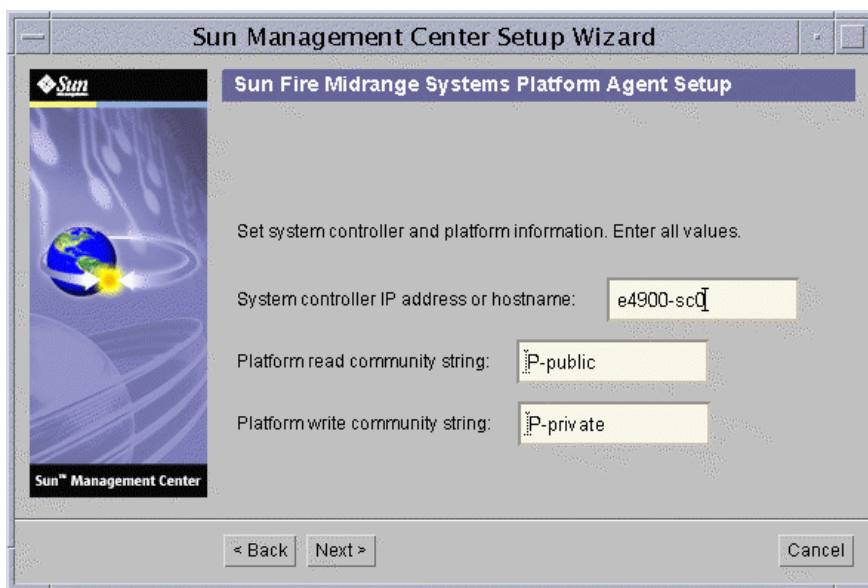 Sun Management Center Setup Wizard
Sun
Sun Fire Midrange Systems Platform Agent Setup
Set system controller and platform information. Enter all values.
System controller IP address or hostname: e4900-sc0
Platform read community string: P-public
Platform write community string: P-private
Sun™ Management Center
< Back Next > Cancel